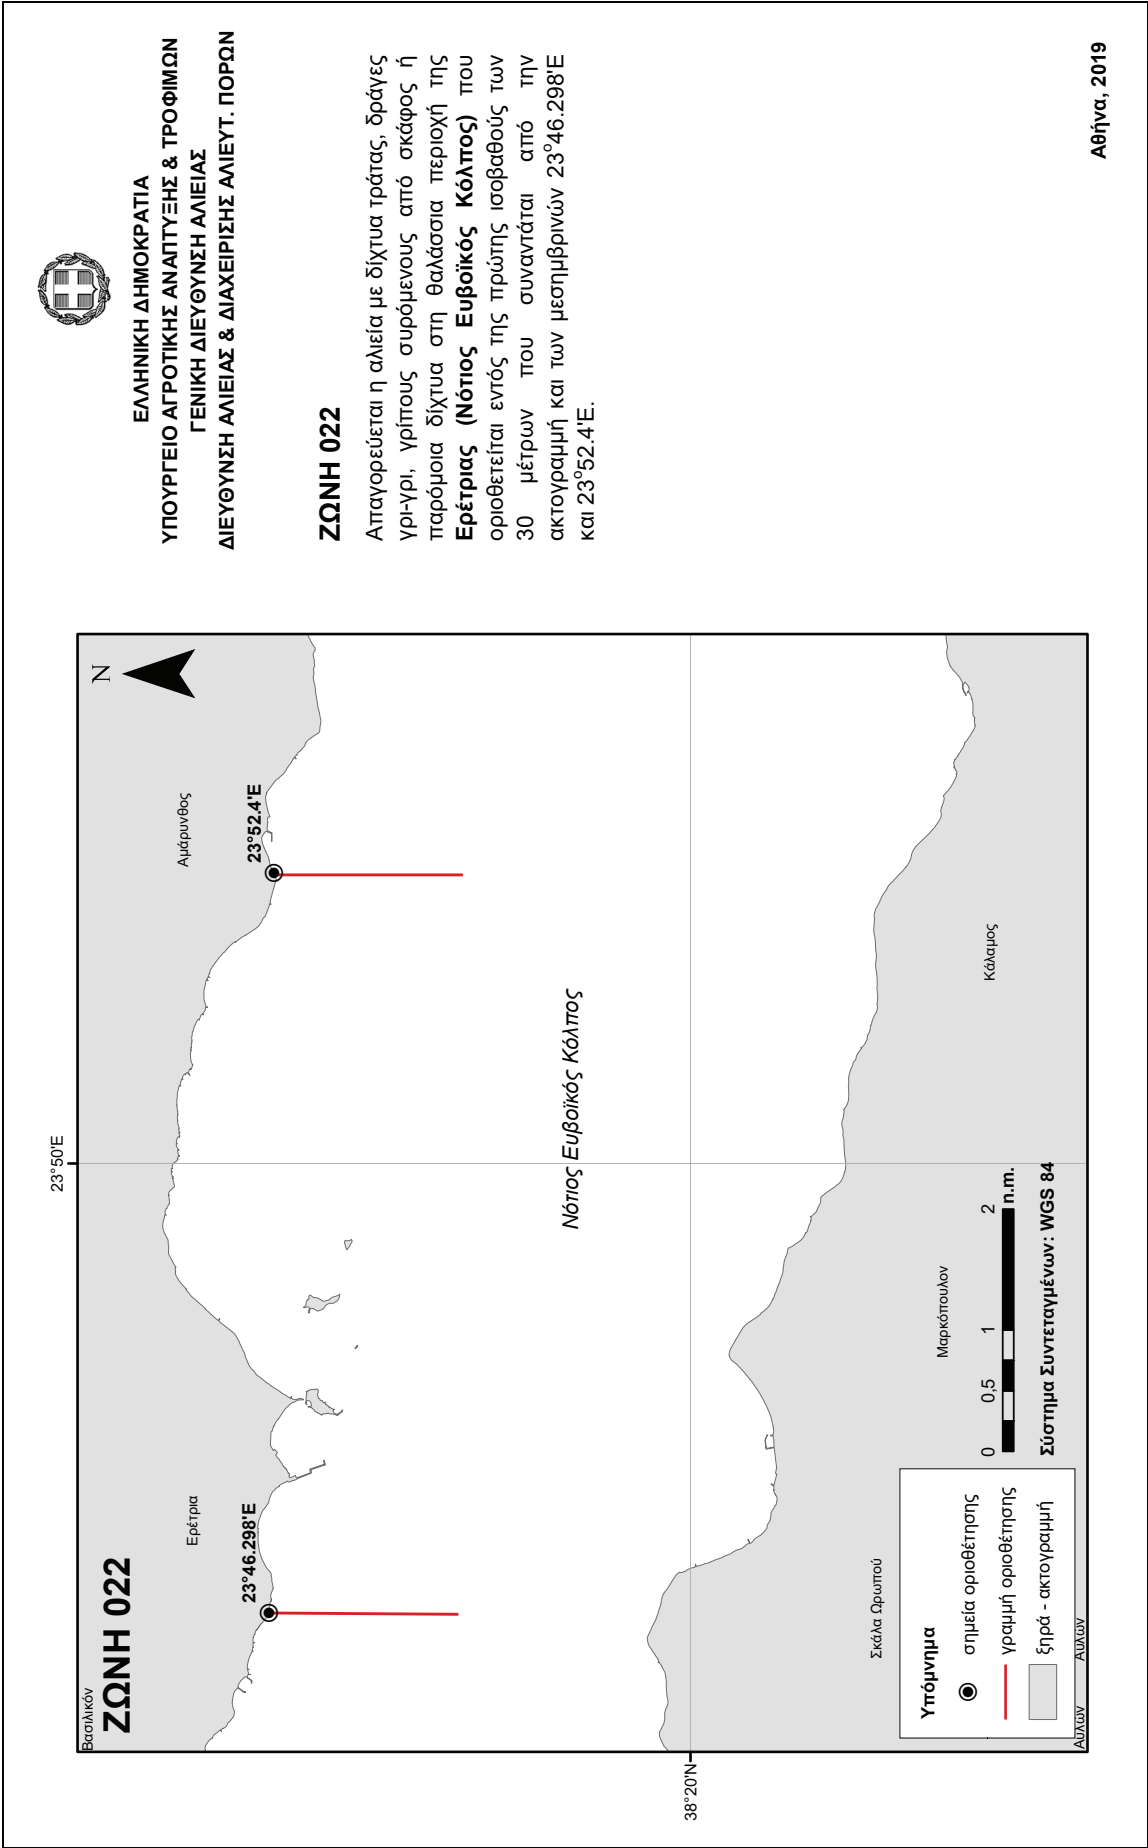 ΕΛΛΗΝΙΚΗ ΔΗΜΟΚΡΑΤΙΑ
ΥΠΟΥΡΓΕΙΟ ΑΓΡΟΤΙΚΗΣ ΑΝΑΠΤΥΞΗΣ & ΤΡΟΦΙΜΩΝ
ΓΕΝΙΚΗ ΔΙΕΥΘΥΝΣΗ ΑΛΙΕΙΑΣ
ΔΙΕΥΘΥΝΣΗ ΑΛΙΕΙΑΣ & ΔΙΑΧΕΙΡΙΣΗΣ ΑΛΙΕΥΤ. ΠΟΡΩΝ
ΖΩΝΗ 022
Απαγορεύεται η αλιεία με δίχτυα τράτας, δράγες
γρι-γρι, γρίπους συρόμενους από σκάφος ή
παρόμοια δίχτυα στη θαλάσσια περιοχή της
Ερέτριας (Νότιος Ευβοϊκός Κόλπος) που
οριοθετείται εντός της πρώτης ισοβαθούς των
30 μέτρων που συναντάται από την
ακτογραμμή και των μεσημβρινών 23°46.298'E
και 23°52.4'E.
Αθήνα, 2019
23°50'E
Βασιλικόν
ΖΩΝΗ 022
N
Ερέτρια
Αμάρυνθος
23°46.298'E
23°52.4'E
Νότιος Ευβοϊκός Κόλπος
38°20'N
Σκάλα Ωρωπού
Μαρκόπουλον
Κάλαμος
Υπόμνημα
σημεία οριοθέτησης
γραμμή οριοθέτησης
ξηρά - ακτογραμμή
0 0,5 1 2
n.m.
Σύστημα Συντεταγμένων: WGS 84
Αυλών
Αυλών